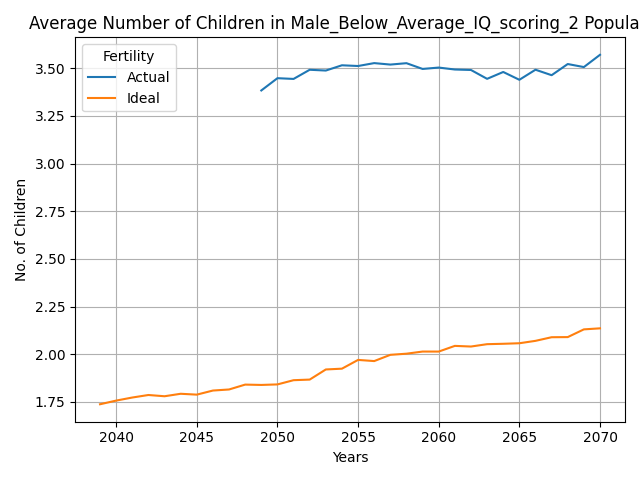 Average Number of Children in Male_Below_Average_IQ_scoring_2 Popula
Fertility
Actual
Ideal
3.50
3.25
3.00
2.75
2.50
2.25
2.00
1.75
No. of Children
2040 2045 2050 2055 2060 2065 2070
Years